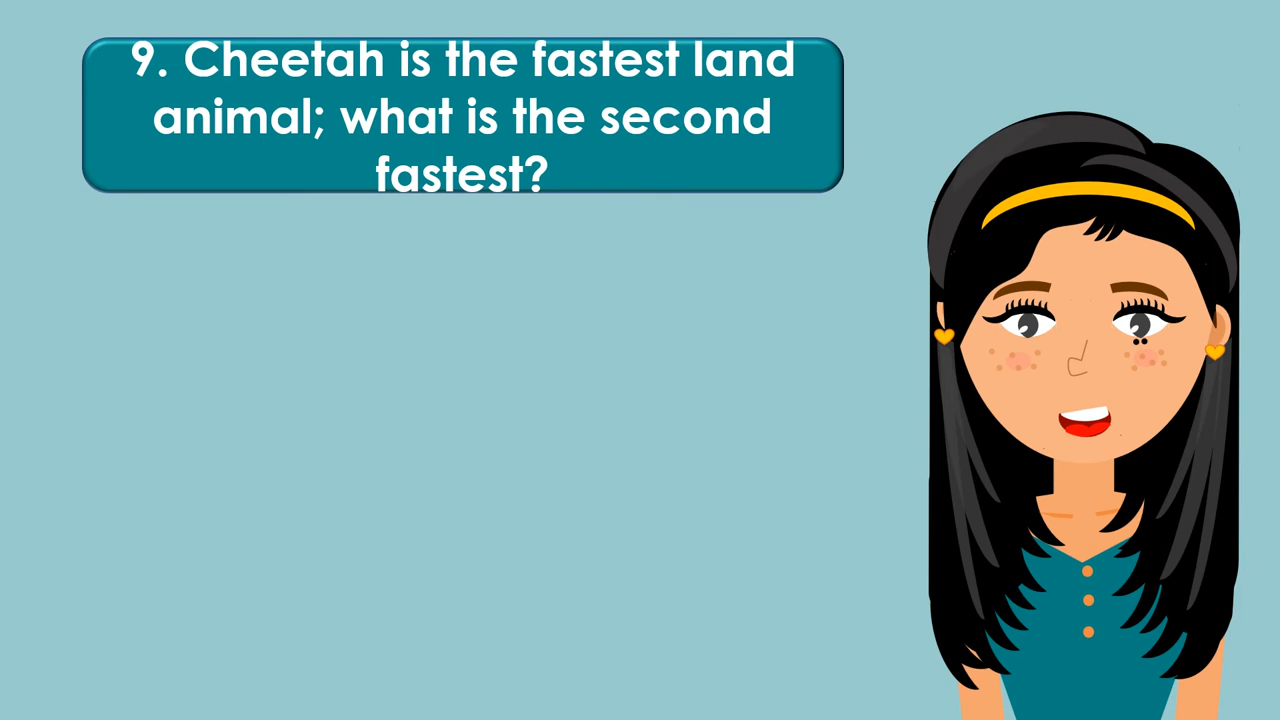 9. Cheetah is the fastest land
animal; what is the second
fastest?